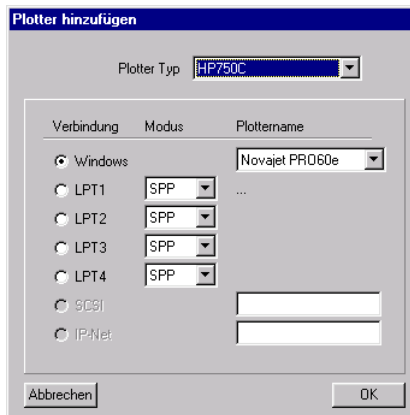 Plotter hinzufügen
Plotter Typ HP750C
Verbindung Modus Plottername
Windows Novajet PRO60e
LPT1 SPP ...
LPT2 SPP
LPT3 SPP
LPT4 SPP
SCSI
IP-Net
Abbrechen OK